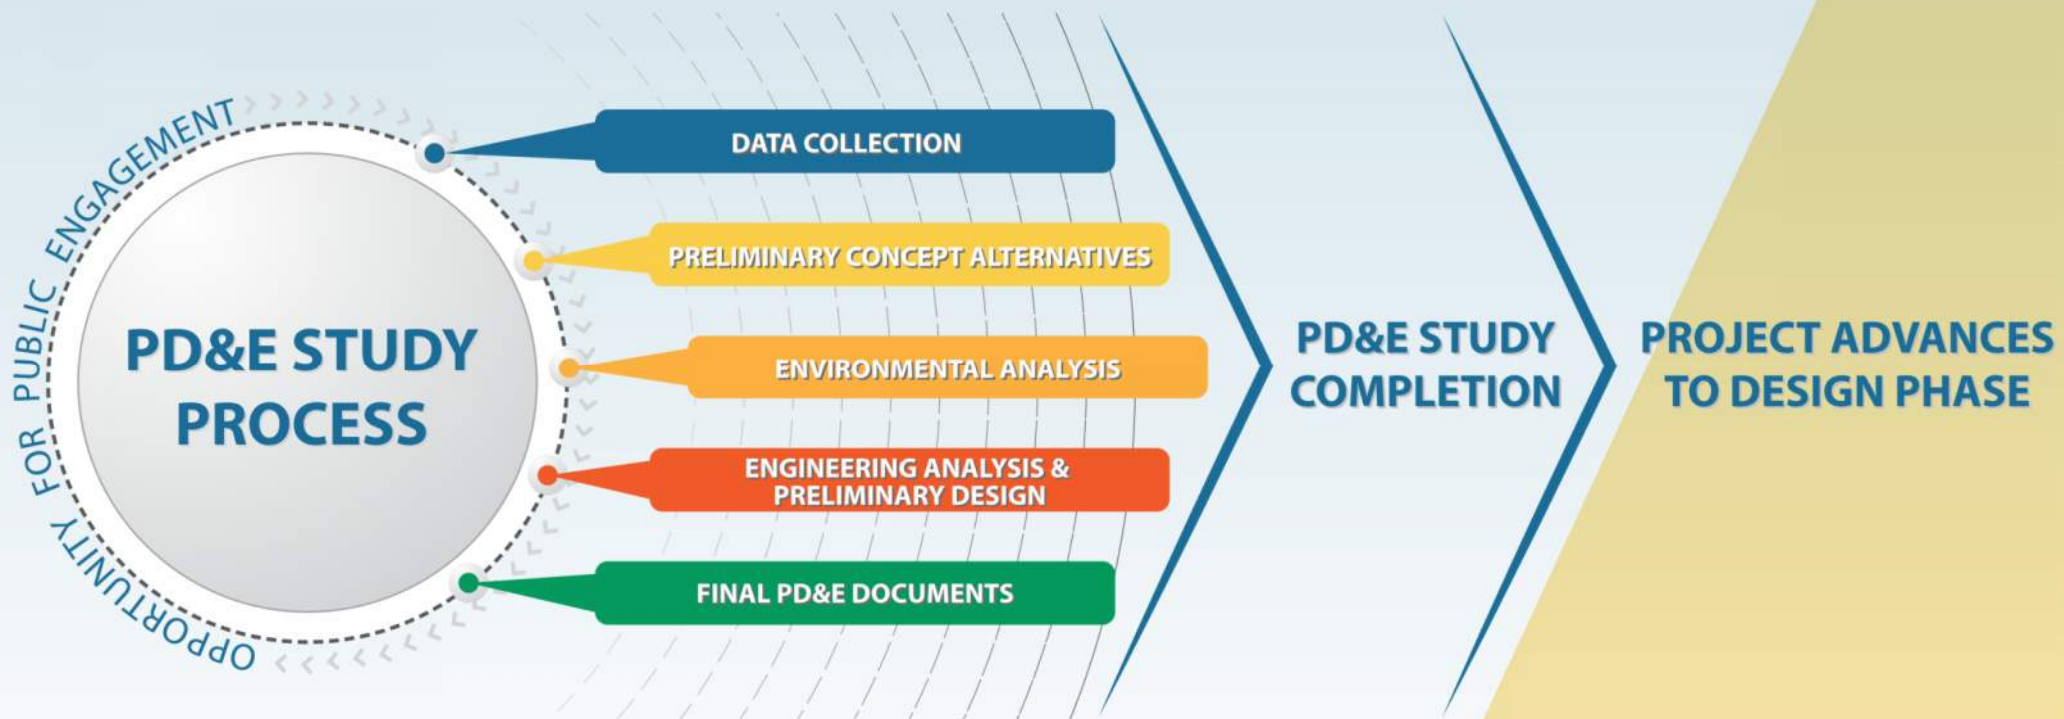 OPPORTUNITY FOR PUBLIC ENGAGEMENT
PD&E STUDY
PROCESS
DATA COLLECTION
PRELIMINARY CONCEPT ALTERNATIVES
ENVIRONMENTAL ANALYSIS
ENGINEERING ANALYSIS &
PRELIMINARY DESIGN
FINAL PD&E DOCUMENTS
PD&E STUDY
COMPLETION
PROJECT ADVANCES
TO DESIGN PHASE